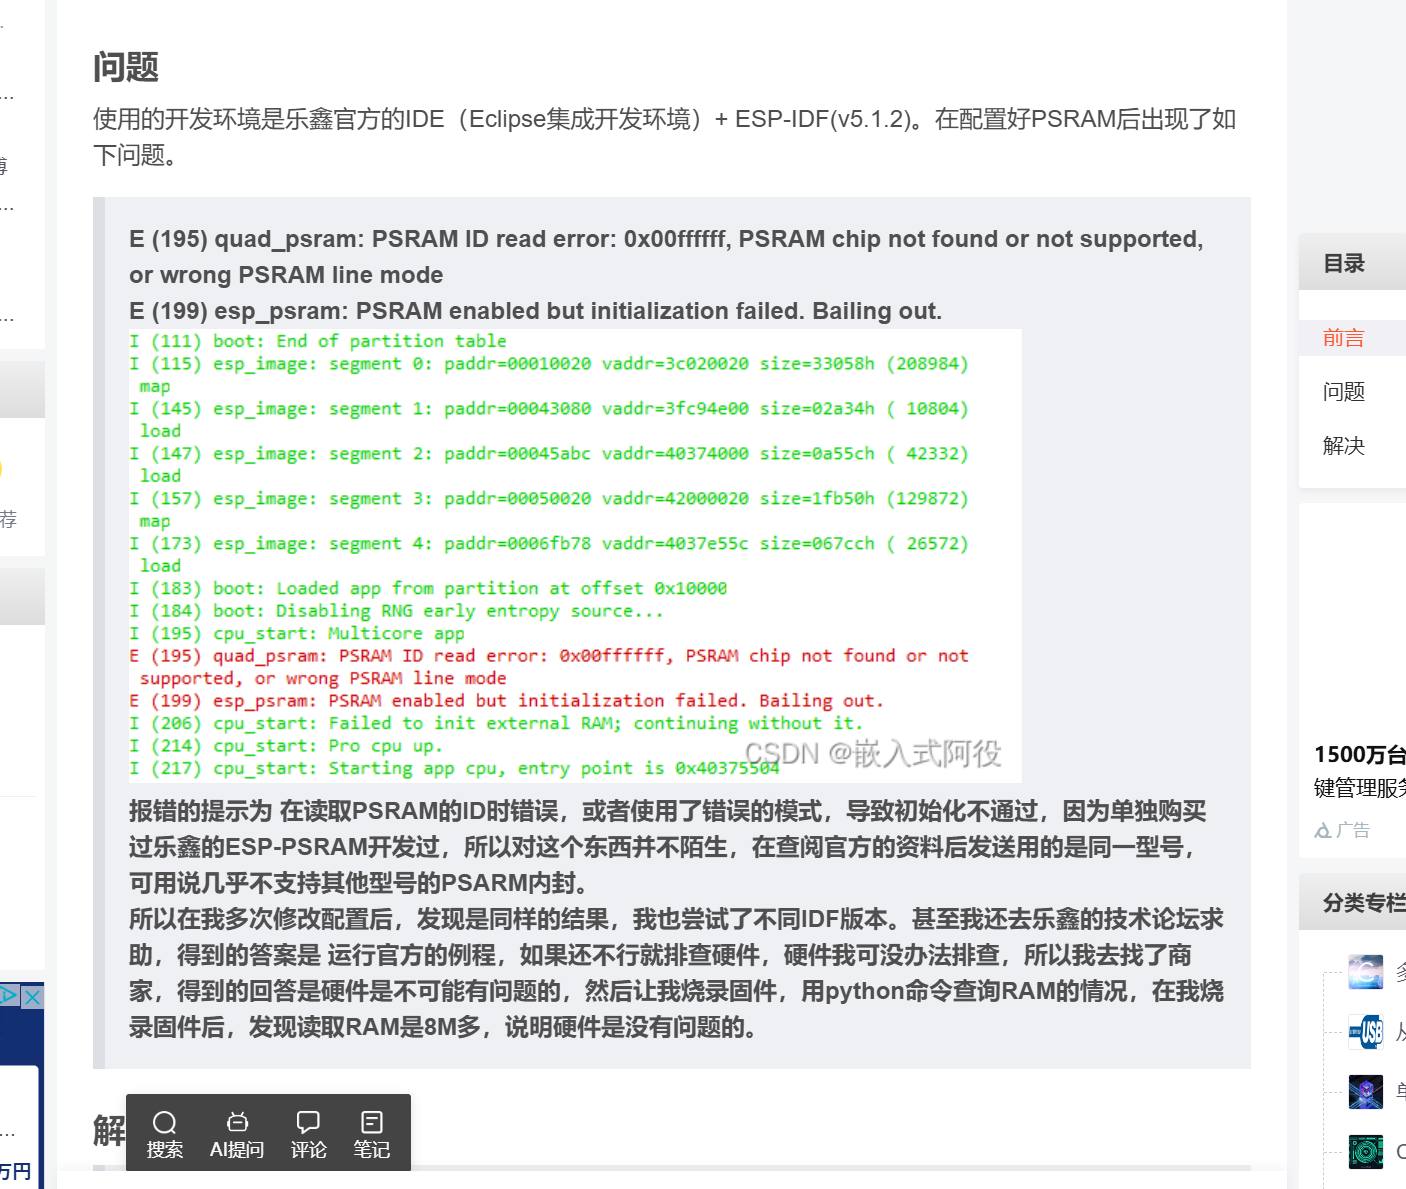 问题
使用的开发环境是乐鑫官方的IDE（Eclipse集成开发环境）+ ESP-IDF(v5.1.2)。在配置好PSRAM后出现了如
下问题。
E (195) quad_psram: PSRAM ID read error: 0x00ffffff, PSRAM chip not found or not supported,
or wrong PSRAM line mode
E (199) esp_psram: PSRAM enabled but initialization failed. Bailing out.
I (111) boot: End of partition table
I (115) esp_image: segment 0: paddr=00010020 vaddr=3c020020 size=33058h (208984)
map
I (145) esp_image: segment 1: paddr=00043080 vaddr=3fc94e00 size=02a34h ( 10804)
load
I (147) esp_image: segment 2: paddr=00045abc vaddr=40374000 size=0a55ch ( 42332)
load
I (157) esp_image: segment 3: paddr=00050020 vaddr=42000020 size=1fb50h (129872)
map
I (173) esp_image: segment 4: paddr=0006fb78 vaddr=4037e55c size=067cch ( 26572)
load
I (183) boot: Loaded app from partition at offset 0x10000
I (184) boot: Disabling RNG early entropy source...
I (195) cpu_start: Multicore app
E (195) quad_psram: PSRAM ID read error: 0x00ffffff, PSRAM chip not found or not
supported, or wrong PSRAM line mode
E (199) esp_psram: PSRAM enabled but initialization failed. Bailing out.
I (206) cpu_start: Failed to init external RAM; continuing without it.
I (214) cpu_start: Pro cpu up.
I (217) cpu_start: Starting app cpu, entry point is 0x40375504
CSDN @嵌入式阿役
报错的提示为 在读取PSRAM的ID时错误，或者使用了错误的模式，导致初始化不通过，因为单独购买
过乐鑫的ESP-PSRAM开发过，所以对这个东西并不陌生，在查阅官方的资料后发送用的是同一型号，
可用说几乎不支持其他型号的PSARM内封。
所以在我多次修改配置后，发现是同样的结果，我也尝试了不同IDF版本。甚至我还去乐鑫的技术论坛求
助，得到的答案是 运行官方的例程，如果还不行就排查硬件，硬件我可没办法排查，所以我去找了商
家，得到的回答是硬件是不可能有问题的，然后让我烧录固件，用python命令查询RAM的情况，在我烧
录固件后，发现读取RAM是8M多，说明硬件是没有问题的。
解
搜索
AI提问
评论
笔记
目录
前言
问题
解决
1500万台
键管理服务
广告
分类专栏
多
从
单
C
荐
万円